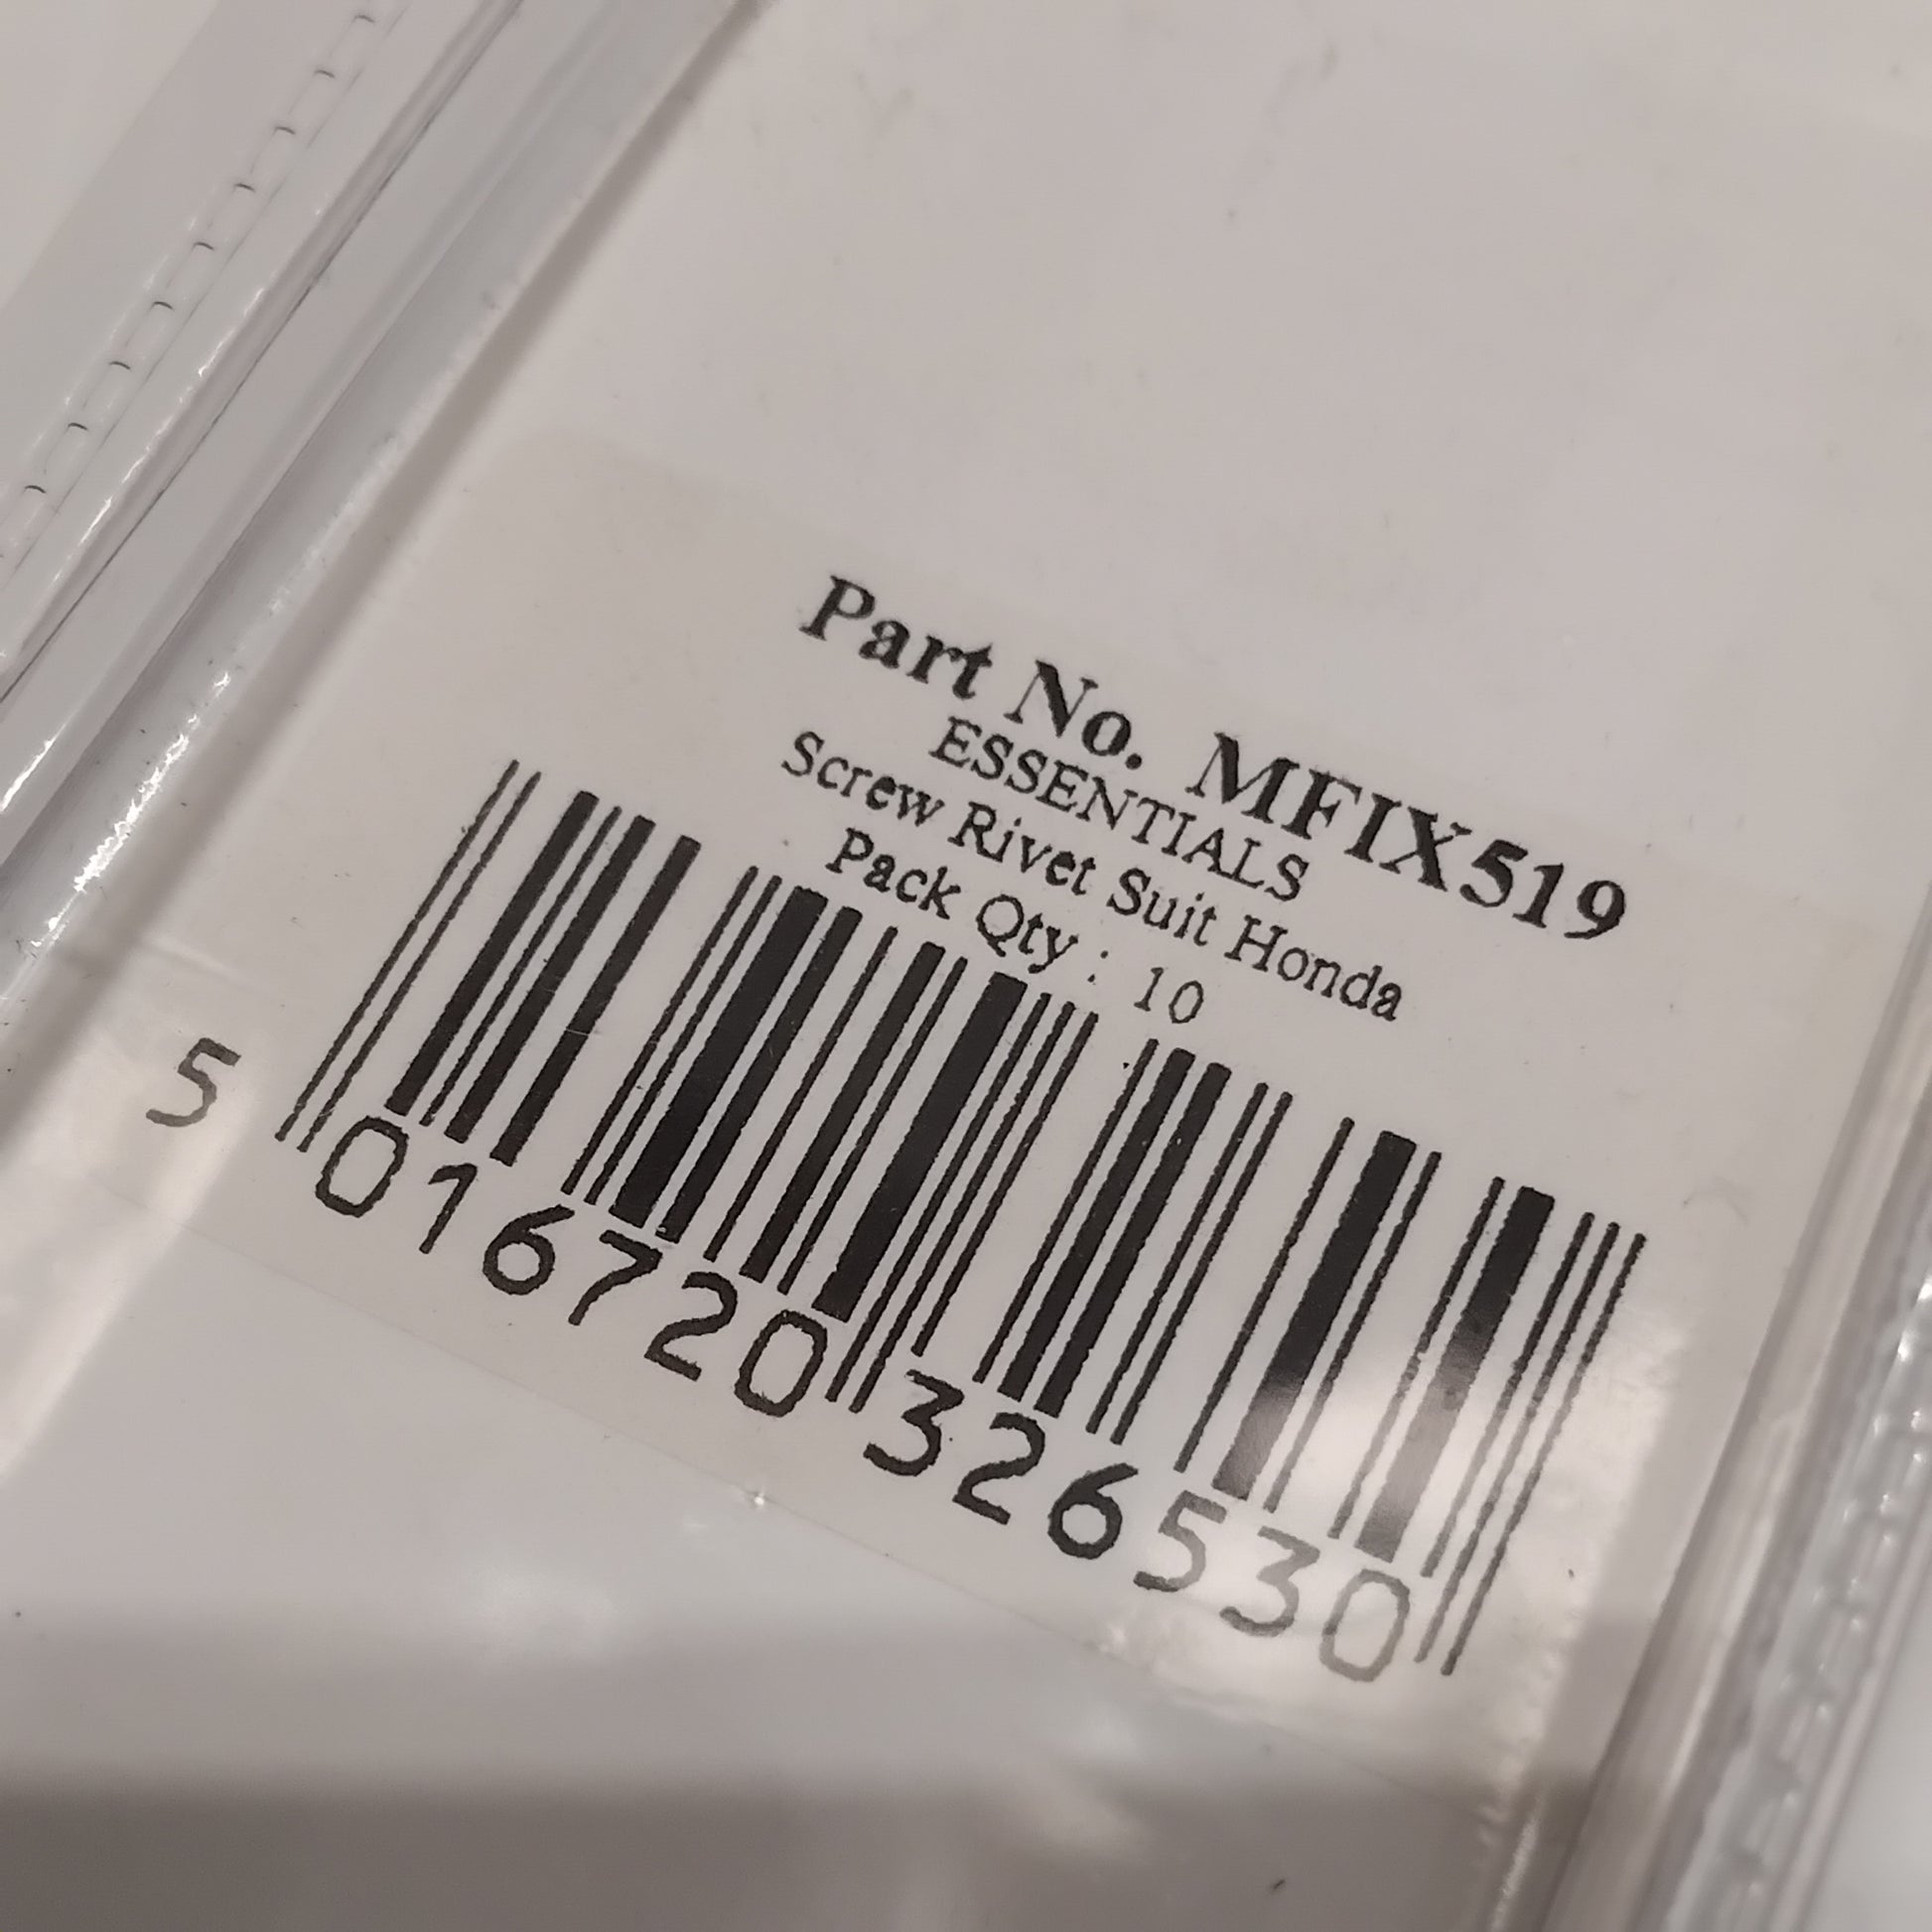 Part No. MFIX519
ESSENTIALS
Screw Rivet Suit Honda
Pack Qty : 10
5 016720 326530